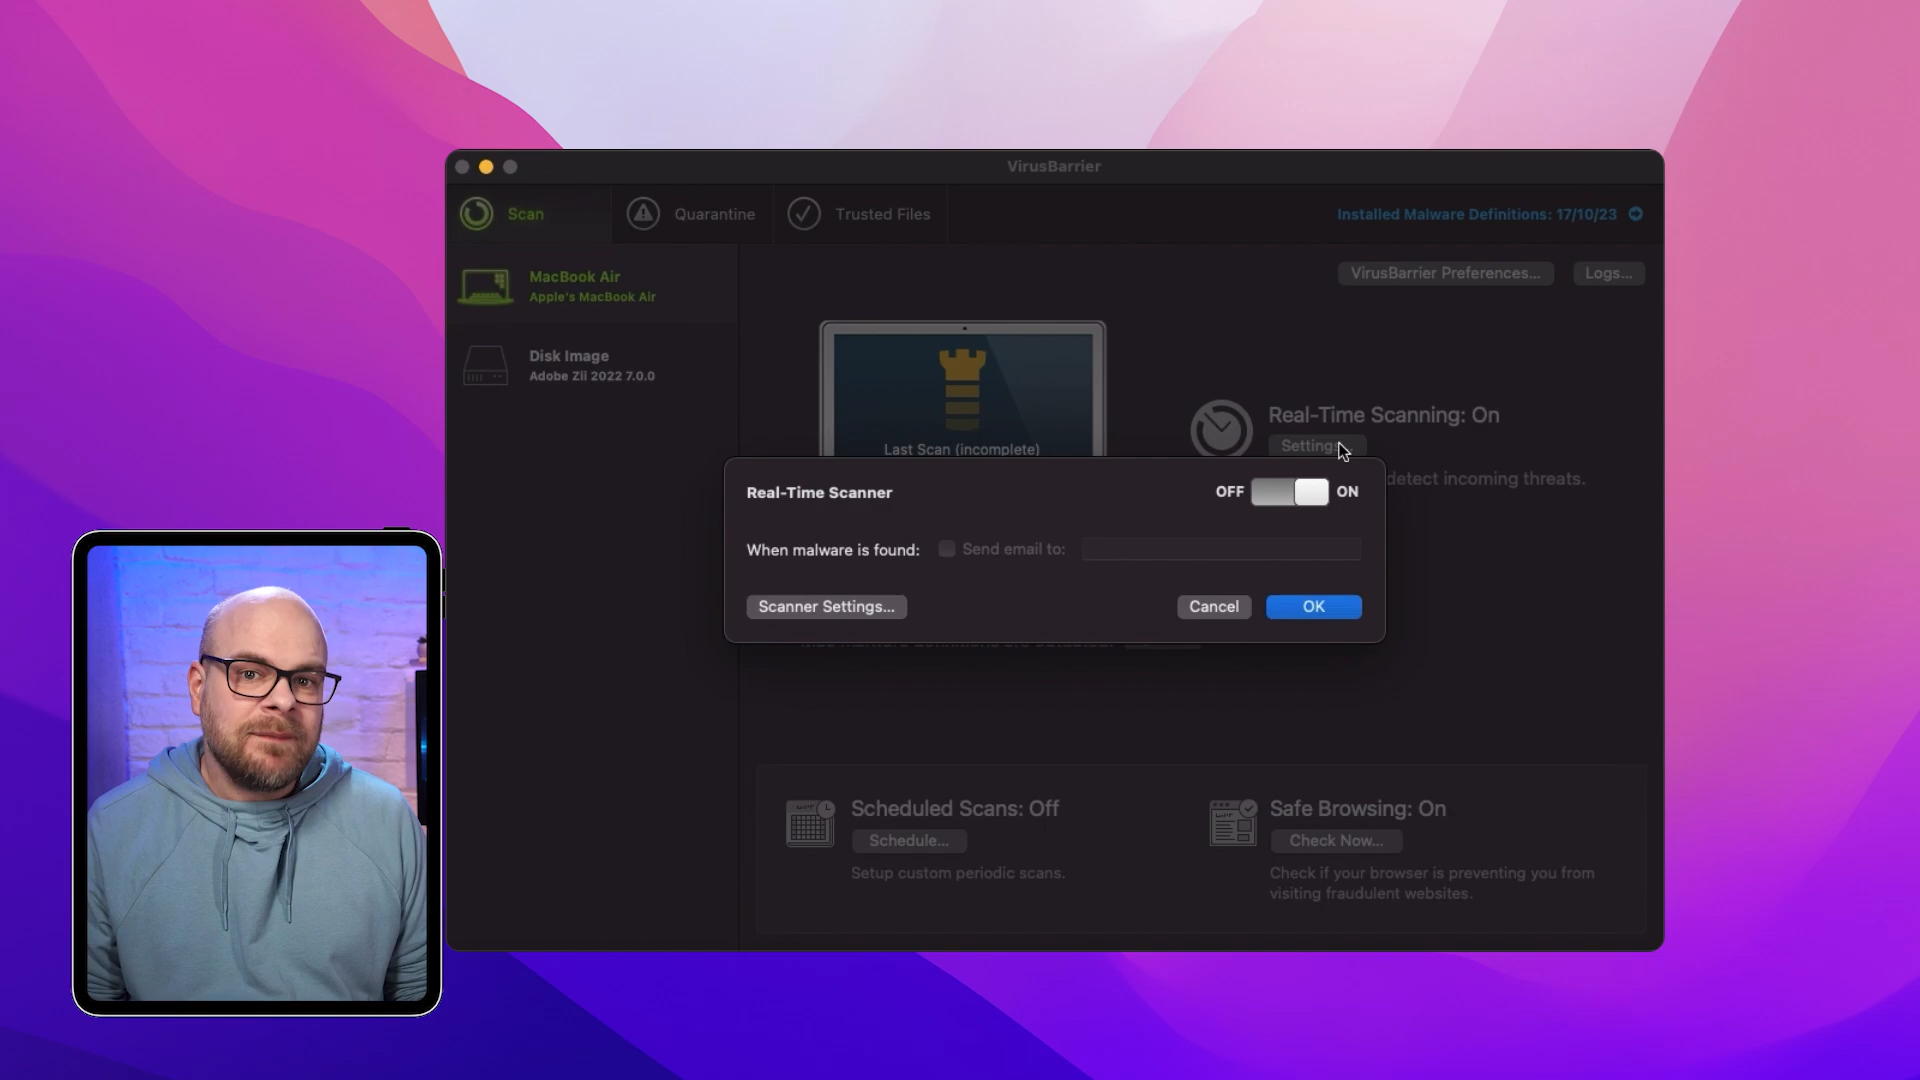 VirusBarrier
Scan
Quarantine
Trusted Files
Installed Malware Definitions: 17/10/23
MacBook Air
Apple's MacBook Air
VirusBarrier Preferences...
Logs...
Disk Image
Adobe Zii 2022 7.0.0
Last Scan (incomplete)
Real-Time Scanning: On
Settings...
detect incoming threats.
Real-Time Scanner
OFF
ON
When malware is found:
Send email to:
Scanner Settings...
Cancel
OK
Scheduled Scans: Off
Schedule...
Setup custom periodic scans.
Safe Browsing: On
Check Now...
Check if your browser is preventing you from
visiting fraudulent websites.